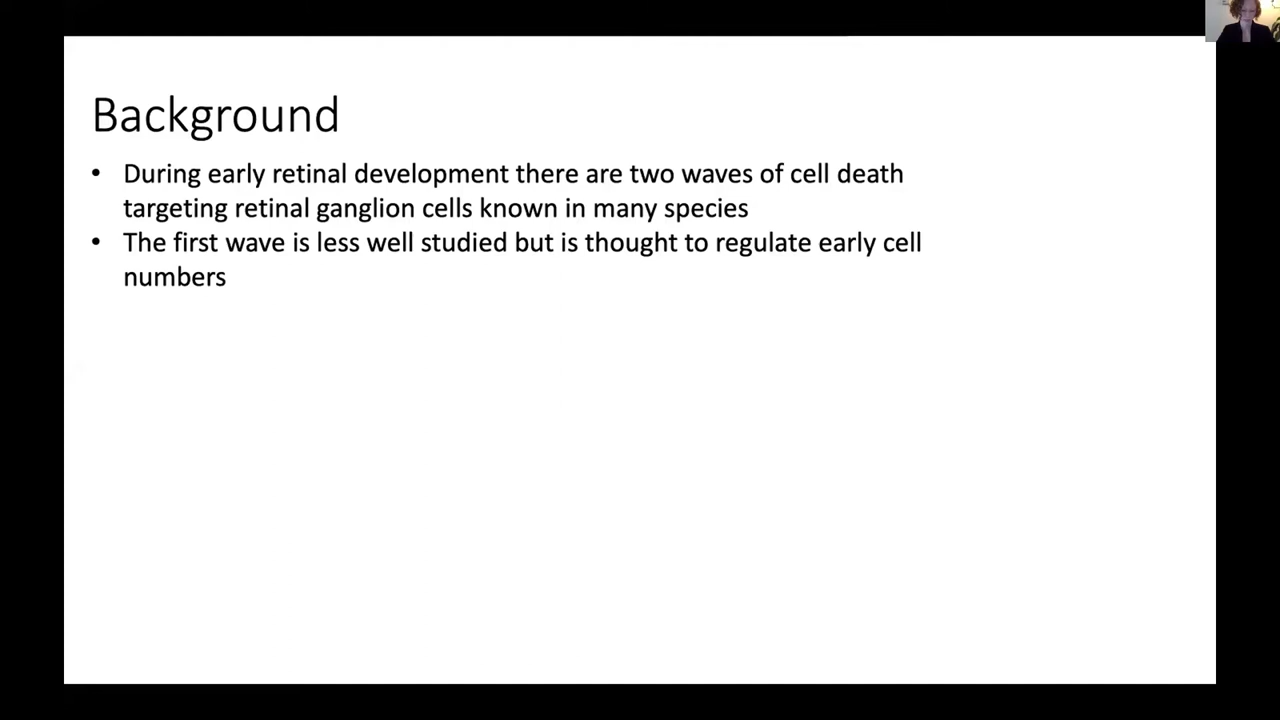 Background
• During early retinal development there are two waves of cell death
targeting retinal ganglion cells known in many species
• The first wave is less well studied but is thought to regulate early cell
numbers